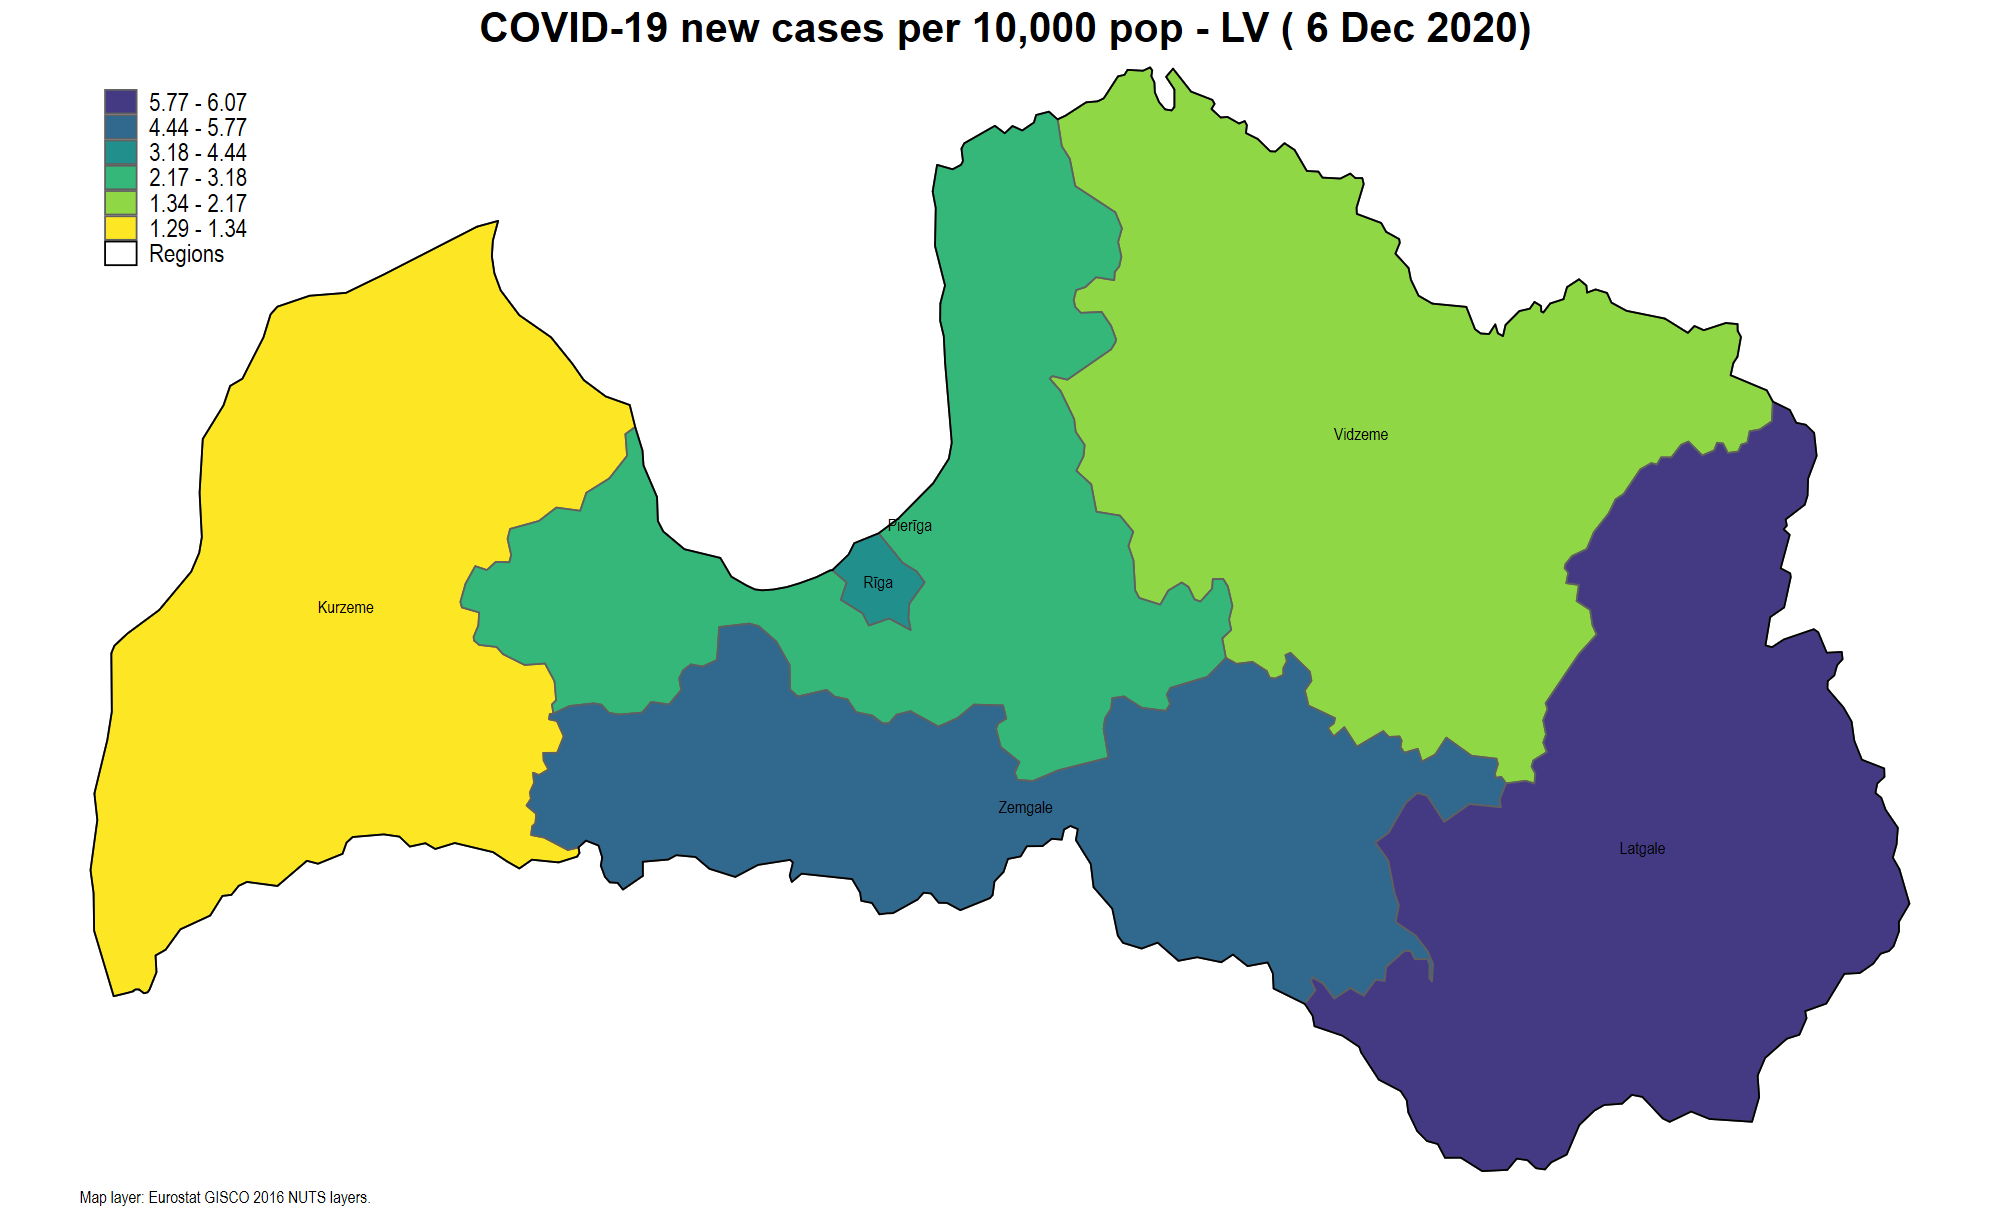 COVID-19 new cases per 10,000 pop - LV ( 6 Dec 2020)
5.77 - 6.07
4.44 - 5.77
3.18 - 4.44
2.17 - 3.18
1.34 - 2.17
1.29 - 1.34
Regions
Vidzeme
Pierīga
Rīga
Kurzeme
Zemgale
Latgale
Map layer: Eurostat GISCO 2016 NUTS layers.